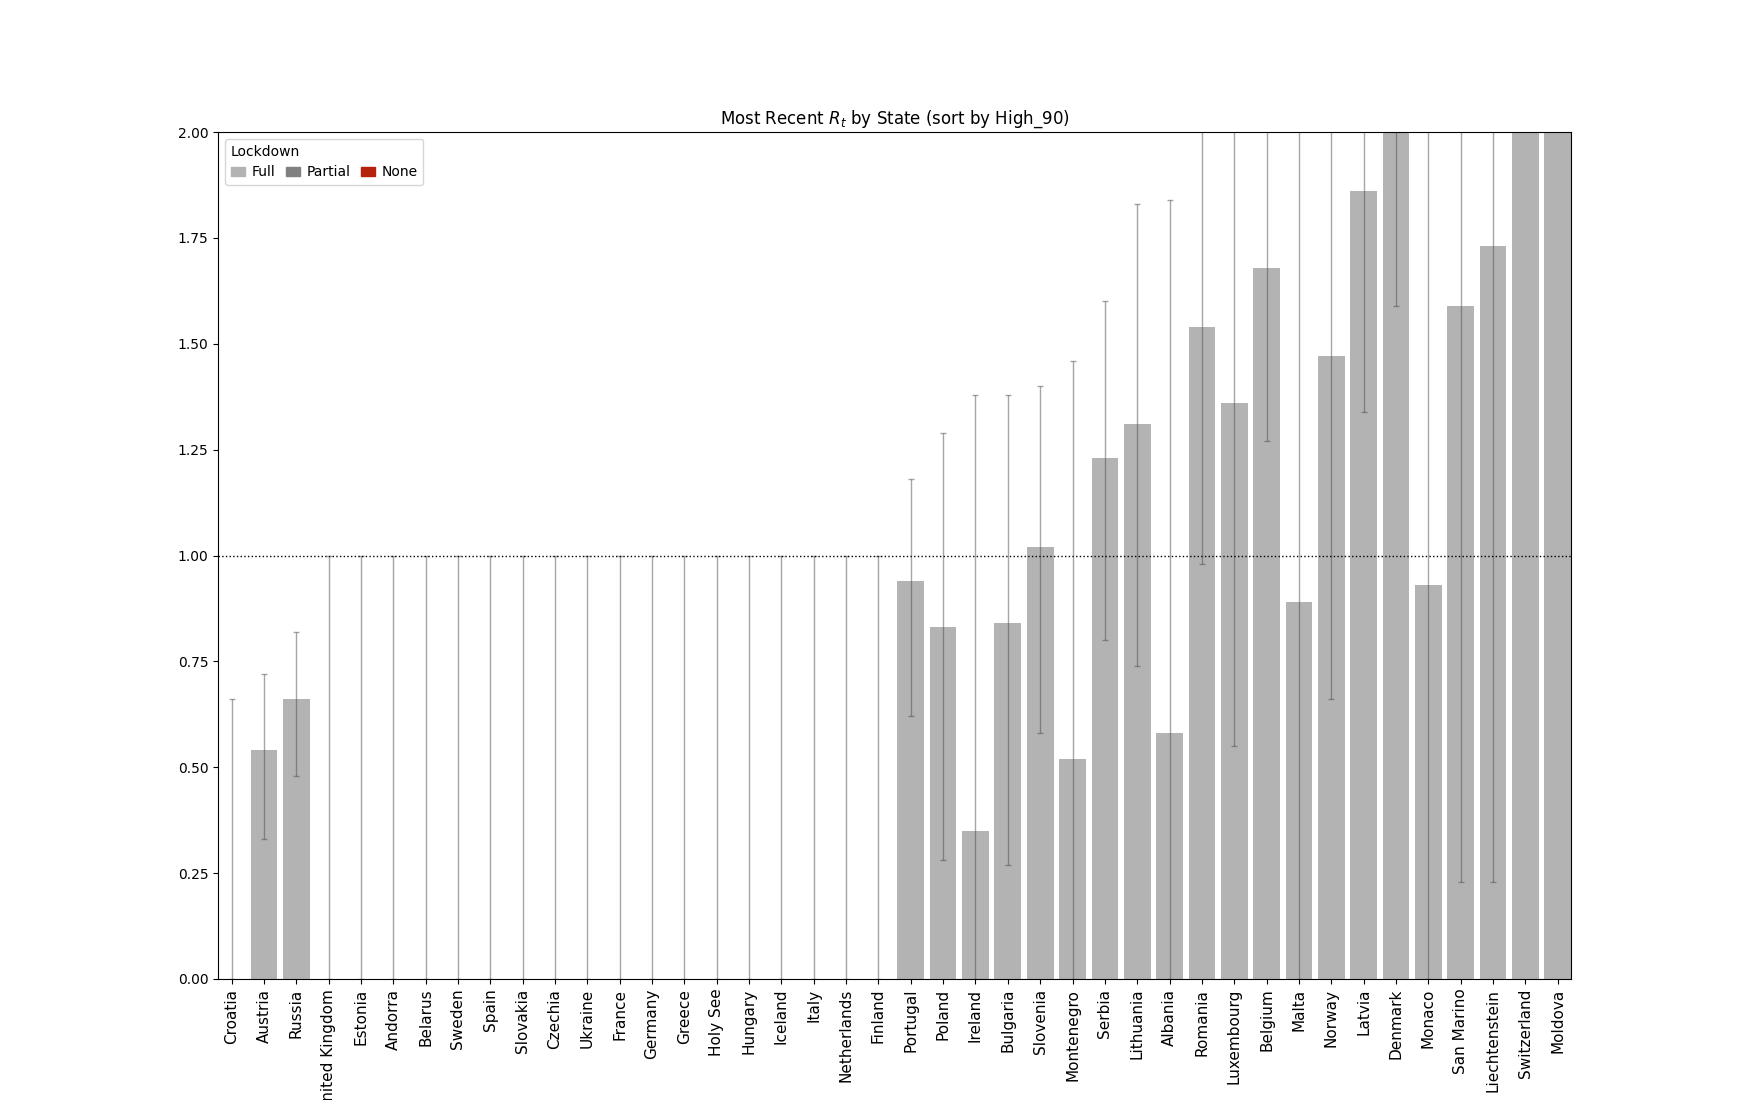 Most Recent R_t by State (sort by High_90)
Lockdown
Full Partial None
2.00
1.75
1.50
1.25
1.00
0.75
0.50
0.25
0.00
Croatia
Austria
Russia
nited Kingdom
Estonia
Andorra
Belarus
Sweden
Spain
Slovakia
Czechia
Ukraine
France
Germany
Greece
Holy See
Hungary
Iceland
Italy
Netherlands
Finland
Portugal
Poland
Ireland
Bulgaria
Slovenia
Montenegro
Serbia
Lithuania
Albania
Romania
Luxembourg
Belgium
Malta
Norway
Latvia
Denmark
Monaco
San Marino
Liechtenstein
Switzerland
Moldova